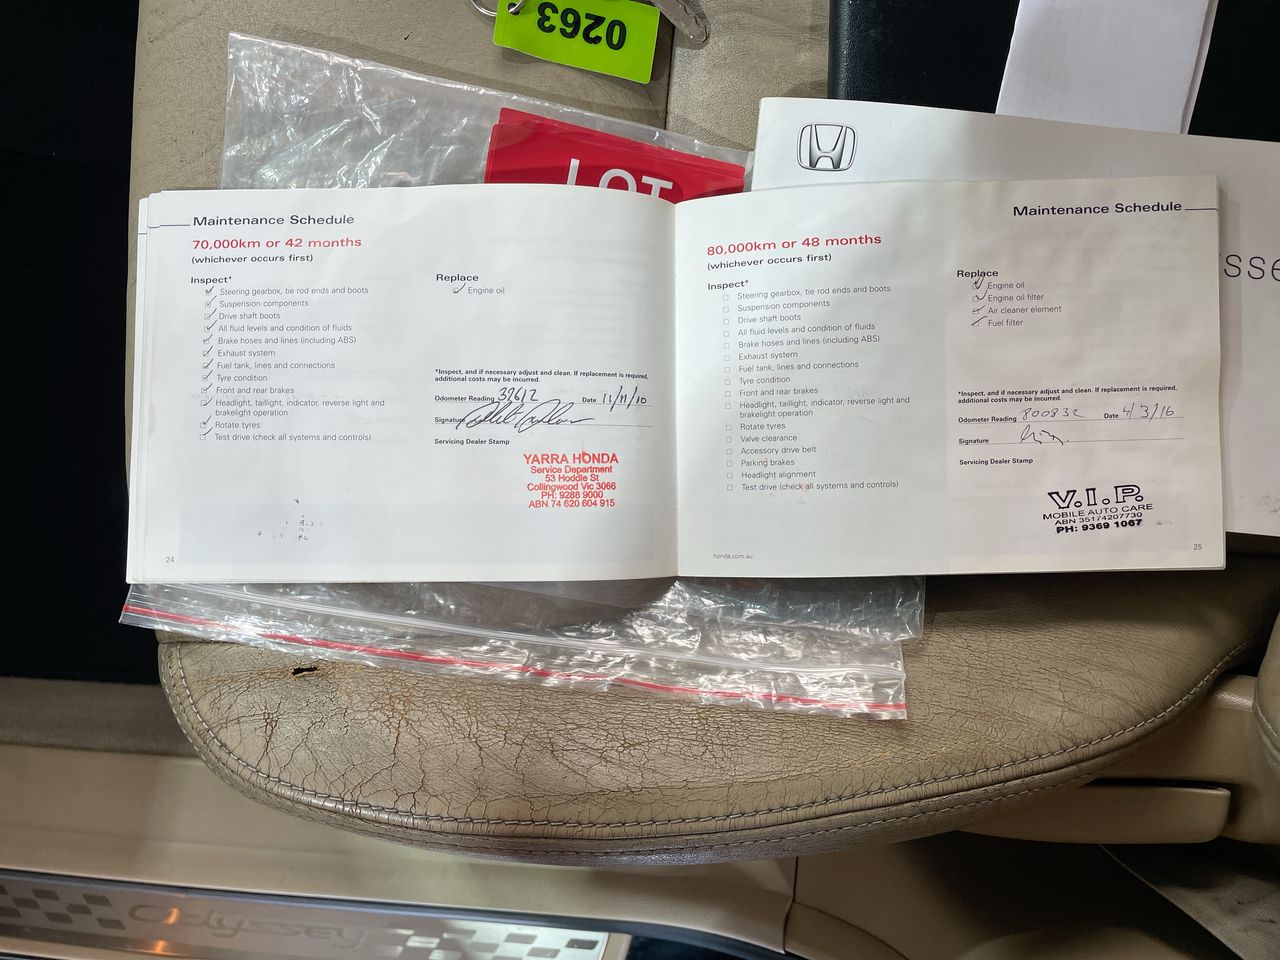 0263
LOT
Maintenance Schedule
70,000km or 42 months
(whichever occurs first)
Inspect*
Steering gearbox, tie rod ends and boots
Suspension components
Drive shaft boots
All fluid levels and condition of fluids
Brake hoses and lines (including ABS)
Exhaust system
Fuel tank, lines and connections
Tyre condition
Front and rear brakes
Headlight, taillight, indicator, reverse light and
brakelight operation
Rotate tyres
Test drive (check all systems and controls)
Replace
Engine oil
*Inspect, and if necessary adjust and clean. If replacement is required,
additional costs may be incurred.
Odometer Reading 37612 Date 11/11/10
Signature
Servicing Dealer Stamp
YARRA HONDA
Service Department
53 Hoddle St
Collingwood Vic 3066
PH: 9288 9000
ABN 74 620 604 915
24
Maintenance Schedule
80,000km or 48 months
(whichever occurs first)
Inspect*
Steering gearbox, tie rod ends and boots
Suspension components
Drive shaft boots
All fluid levels and condition of fluids
Brake hoses and lines (including ABS)
Exhaust system
Fuel tank, lines and connections
Tyre condition
Front and rear brakes
Headlight, taillight, indicator, reverse light and
brakelight operation
Rotate tyres
Valve clearance
Accessory drive belt
Parking brakes
Headlight alignment
Test drive (check all systems and controls)
Replace
Engine oil
Engine oil filter
Air cleaner element
Fuel filter
*Inspect, and if necessary adjust and clean. If replacement is required,
additional costs may be incurred.
Odometer Reading 800832 Date 4/3/16
Signature
Servicing Dealer Stamp
V.I.P.
MOBILE AUTO CARE
ABN 35174207730
PH: 9369 1067
honda.com.au
25
sse
Odyssey